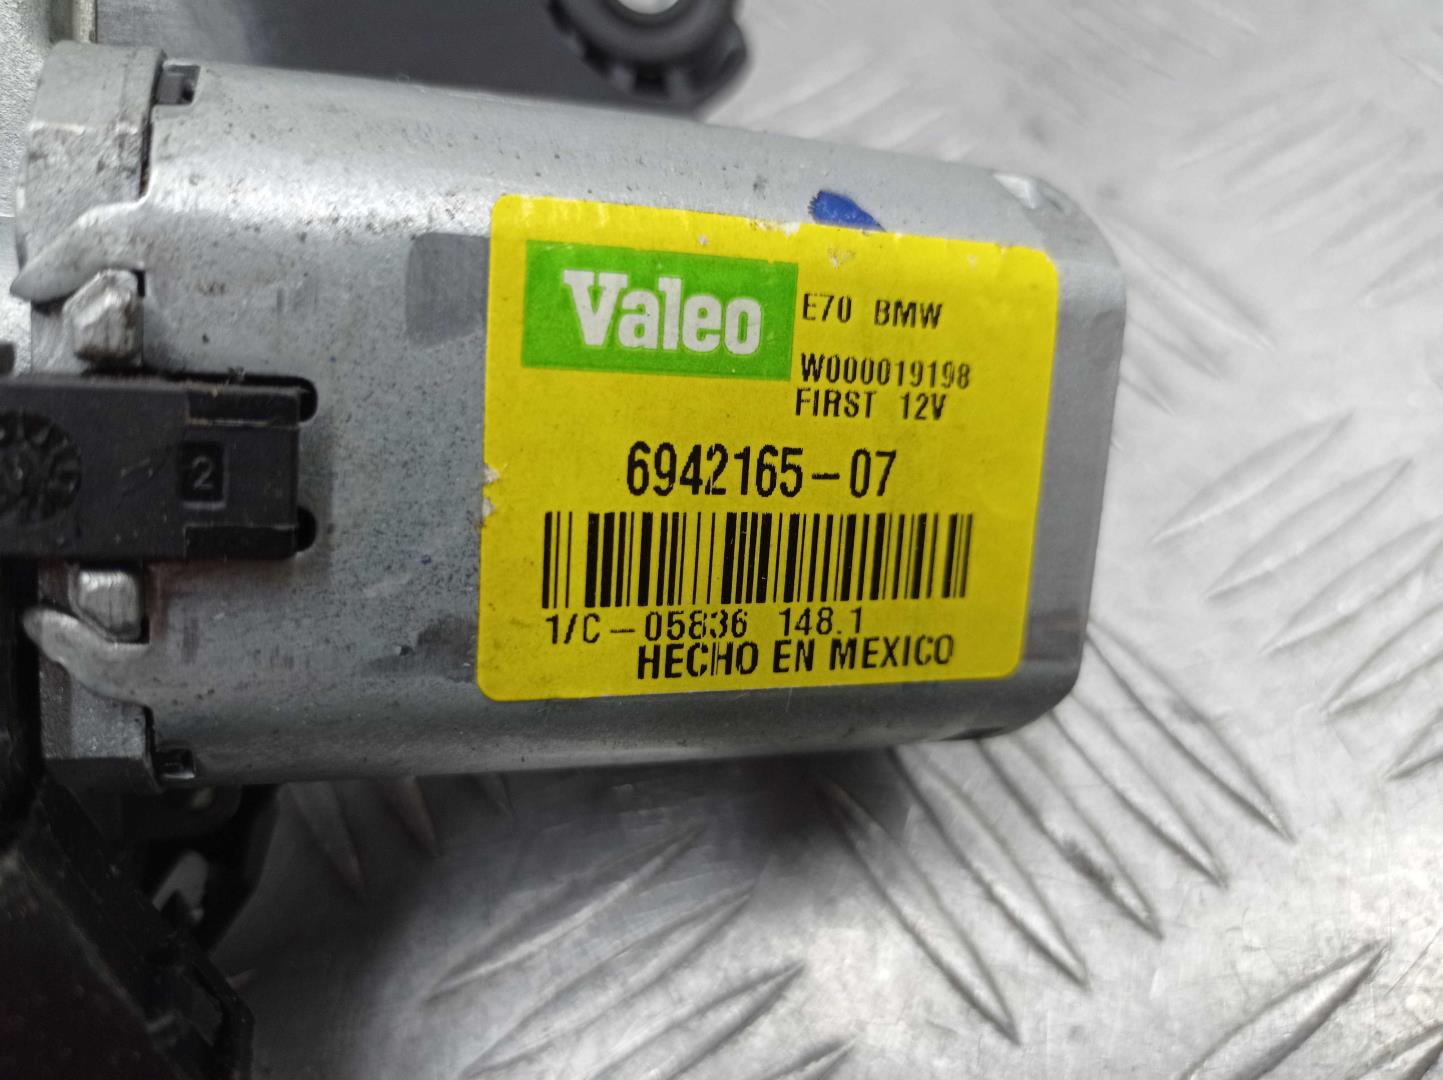 Valeo
E70 BMW
W000019198
FIRST 12V
6942165-07
1/C-05836 148.1
HECHO EN MEXICO
2